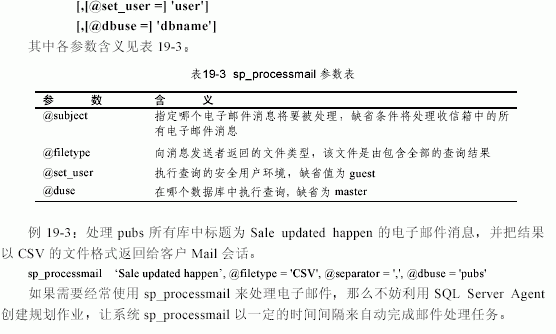 [,[@set_user =] 'user']
[,[@dbuse =] 'dbname']
其中各参数含义见表 19-3。
表19-3 sp_processmail 参数表
参 数 含 义
@subject 指定哪个电子邮件消息将要被处理，缺省条件将处理收信箱中的所
有电子邮件消息
@filetype 向消息发送者返回的文件类型，该文件是由包含全部的查询结果
@set_user 执行查询的安全用户环境，缺省值为 guest
@duse 在哪个数据库中执行查询, 缺省为 master
例 19-3：处理 pubs 所有库中标题为 Sale updated happen 的电子邮件消息，并把结果
以 CSV 的文件格式返回给客户 Mail 会话。
sp_processmail ‘Sale updated happen’, @filetype = 'CSV', @separator = ',', @dbuse = 'pubs'
如果需要经常使用 sp_processmail 来处理电子邮件，那么不妨利用 SQL Server Agent
创建规划作业，让系统 sp_processmail 以一定的时间间隔来自动完成邮件处理任务。